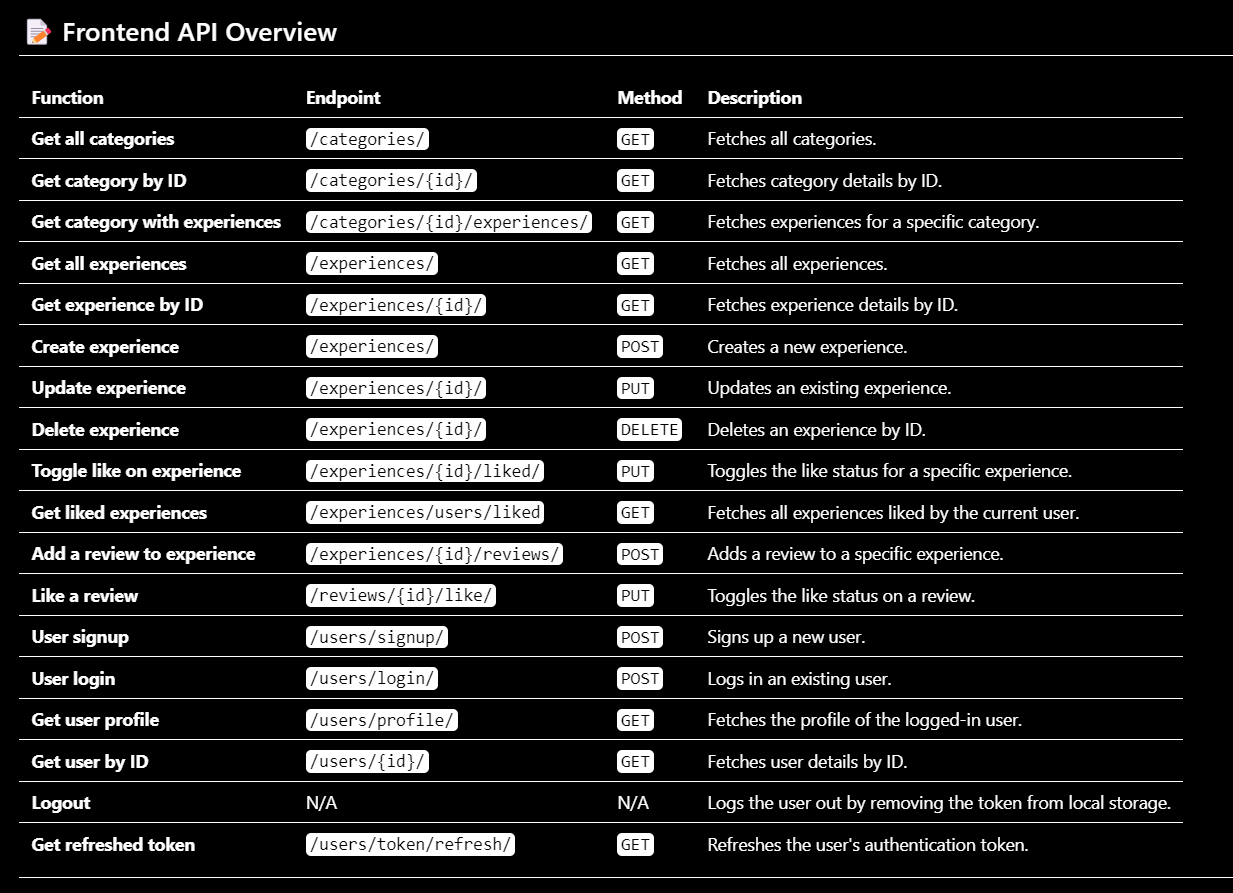 📝 Frontend API Overview
Function Endpoint Method Description
Get all categories /categories/ GET Fetches all categories.
Get category by ID /categories/{id}/ GET Fetches category details by ID.
Get category with experiences /categories/{id}/experiences/ GET Fetches experiences for a specific category.
Get all experiences /experiences/ GET Fetches all experiences.
Get experience by ID /experiences/{id}/ GET Fetches experience details by ID.
Create experience /experiences/ POST Creates a new experience.
Update experience /experiences/{id}/ PUT Updates an existing experience.
Delete experience /experiences/{id}/ DELETE Deletes an experience by ID.
Toggle like on experience /experiences/{id}/liked/ PUT Toggles the like status for a specific experience.
Get liked experiences /experiences/users/liked GET Fetches all experiences liked by the current user.
Add a review to experience /experiences/{id}/reviews/ POST Adds a review to a specific experience.
Like a review /reviews/{id}/like/ PUT Toggles the like status on a review.
User signup /users/signup/ POST Signs up a new user.
User login /users/login/ POST Logs in an existing user.
Get user profile /users/profile/ GET Fetches the profile of the logged-in user.
Get user by ID /users/{id}/ GET Fetches user details by ID.
Logout N/A N/A Logs the user out by removing the token from local storage.
Get refreshed token /users/token/refresh/ GET Refreshes the user's authentication token.